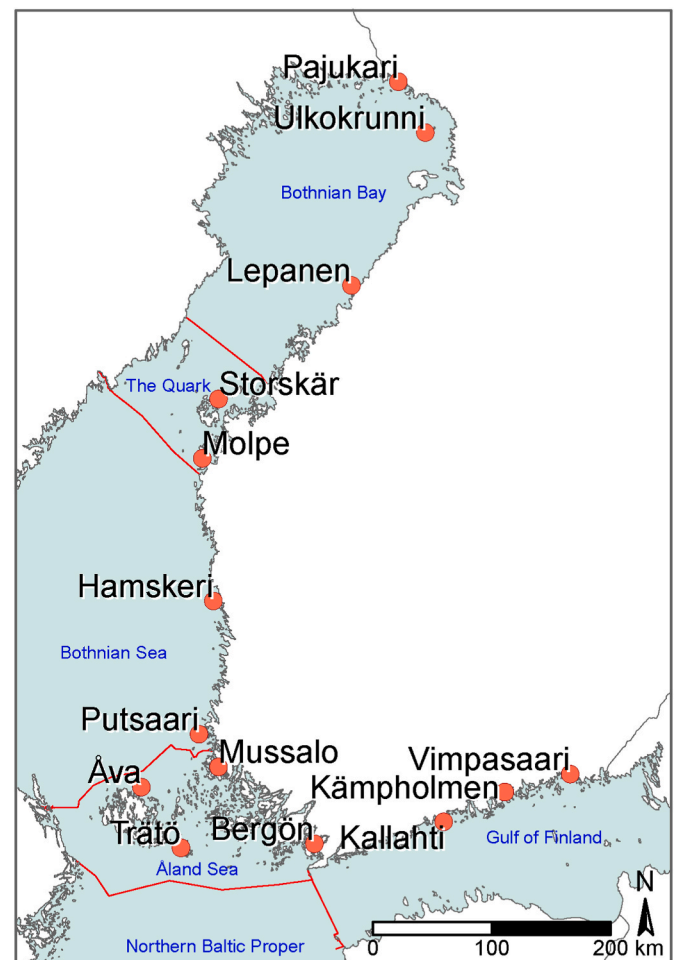 Pajukari
Ulkokrunni
Bothnian Bay
Lepanen
The Quark
Storskär
Molpe
Hamskeri
Bothnian Sea
Putsaari
Mussalo
Åva
Vimpasaari
Kämpholmen
Trätö
Bergön
Kallahti
Gulf of Finland
Åland Sea
N
Northern Baltic Proper
0 100 200 km